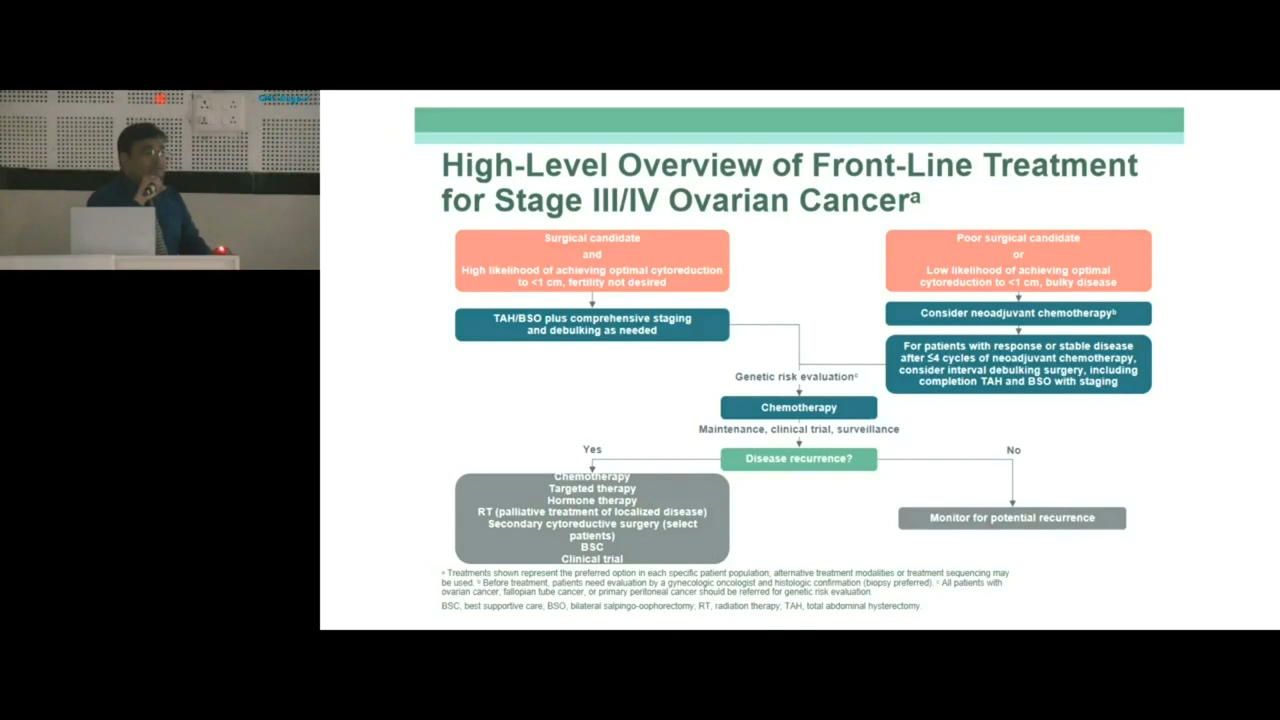 High-Level Overview of Front-Line Treatment
for Stage III/IV Ovarian Cancerᵃ
Surgical candidate
and
High likelihood of achieving optimal cytoreduction
to <1 cm, fertility not desired
TAH/BSO plus comprehensive staging
and debulking as needed
Poor surgical candidate
or
Low likelihood of achieving optimal
cytoreduction to <1 cm, bulky disease
Consider neoadjuvant chemotherapyᵇ
For patients with response or stable disease
after ≤4 cycles of neoadjuvant chemotherapy,
consider interval debulking surgery, including
completion TAH and BSO with staging
Genetic risk evaluationᶜ
Chemotherapy
Maintenance, clinical trial, surveillance
Disease recurrence?
Yes
No
Chemotherapy
Targeted therapy
Hormone therapy
RT (palliative treatment of localized disease)
Secondary cytoreductive surgery (select
patients)
BSC
Clinical trial
Monitor for potential recurrence
ᵃ Treatments shown represent the preferred option in each specific patient population; alternative treatment modalities or treatment sequencing may
be used. ᵇ Before treatment, patients need evaluation by a gynecologic oncologist and histologic confirmation (biopsy preferred). ᶜ All patients with
ovarian cancer, fallopian tube cancer, or primary peritoneal cancer should be referred for genetic risk evaluation.
BSC, best supportive care; BSO, bilateral salpingo-oophorectomy; RT, radiation therapy; TAH, total abdominal hysterectomy.